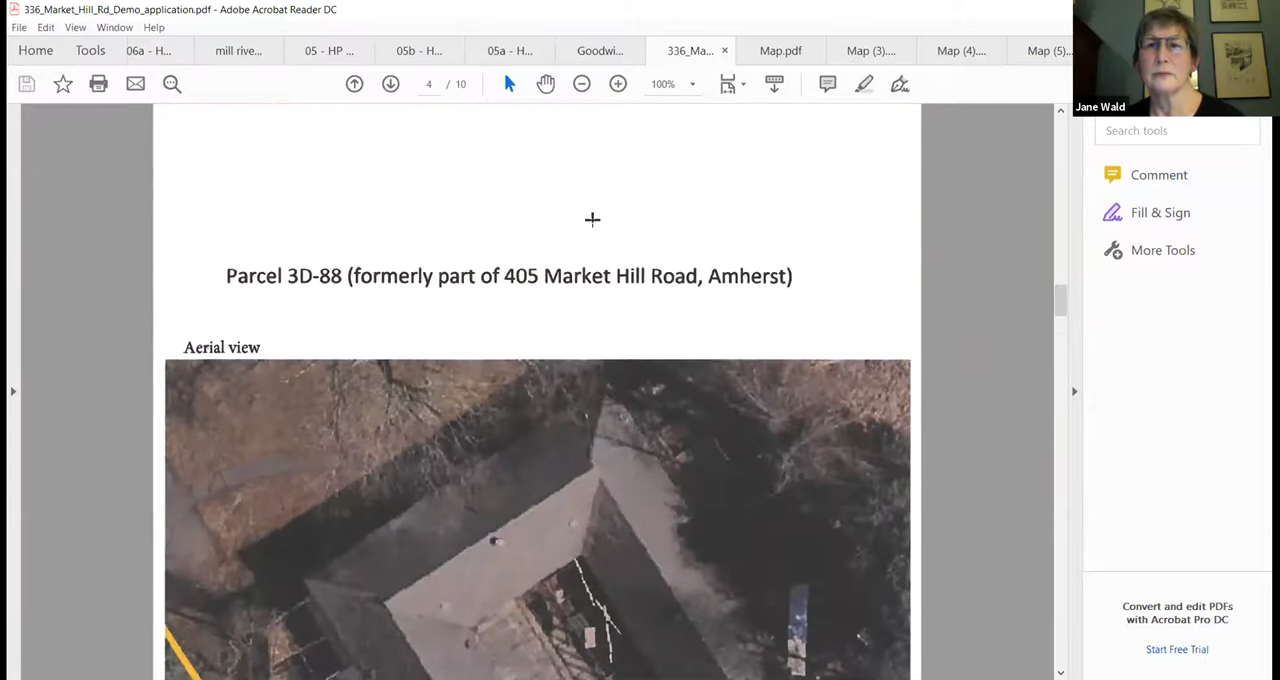 336_Market_Hill_Rd_Demo_application.pdf - Adobe Acrobat Reader DC
File Edit View Window Help
Home Tools 06a - H... mill rive... 05 - HP ... 05b - H... 05a - H... Goodwi... 336_Ma... × Map.pdf Map (3).... Map (4).... Map (5)....
4 / 10 100%
Jane Wald
Search tools
Comment
Fill & Sign
More Tools
Parcel 3D-88 (formerly part of 405 Market Hill Road, Amherst)
Aerial view
Convert and edit PDFs
with Acrobat Pro DC
Start Free Trial